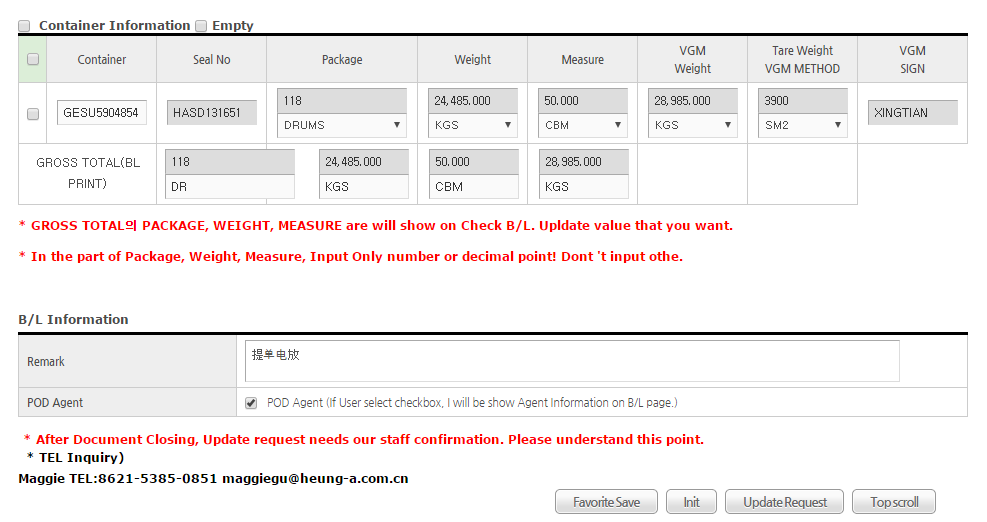 Container Information Empty
Container Seal No Package Weight Measure VGM Weight Tare Weight VGM METHOD VGM SIGN
GESU5904854 HASD131651 118 DRUMS 24,485.000 KGS 50.000 CBM 28,985.000 KGS 3900 SM2 XINGTIAN
GROSS TOTAL(BL PRINT) 118 DR 24,485.000 KGS 50.000 CBM 28,985.000 KGS
* GROSS TOTAL의 PACKAGE, WEIGHT, MEASURE are will show on Check B/L. Upldate value that you want.
* In the part of Package, Weight, Measure, Input Only number or decimal point! Dont 't input othe.
B/L Information
Remark 提单电放
POD Agent POD Agent (If User select checkbox, I will be show Agent Information on B/L page.)
* After Document Closing, Update request needs our staff confirmation. Please understand this point.
* TEL Inquiry)
Maggie TEL:8621-5385-0851 maggiegu@heung-a.com.cn
Favorite Save Init Update Request Top scroll